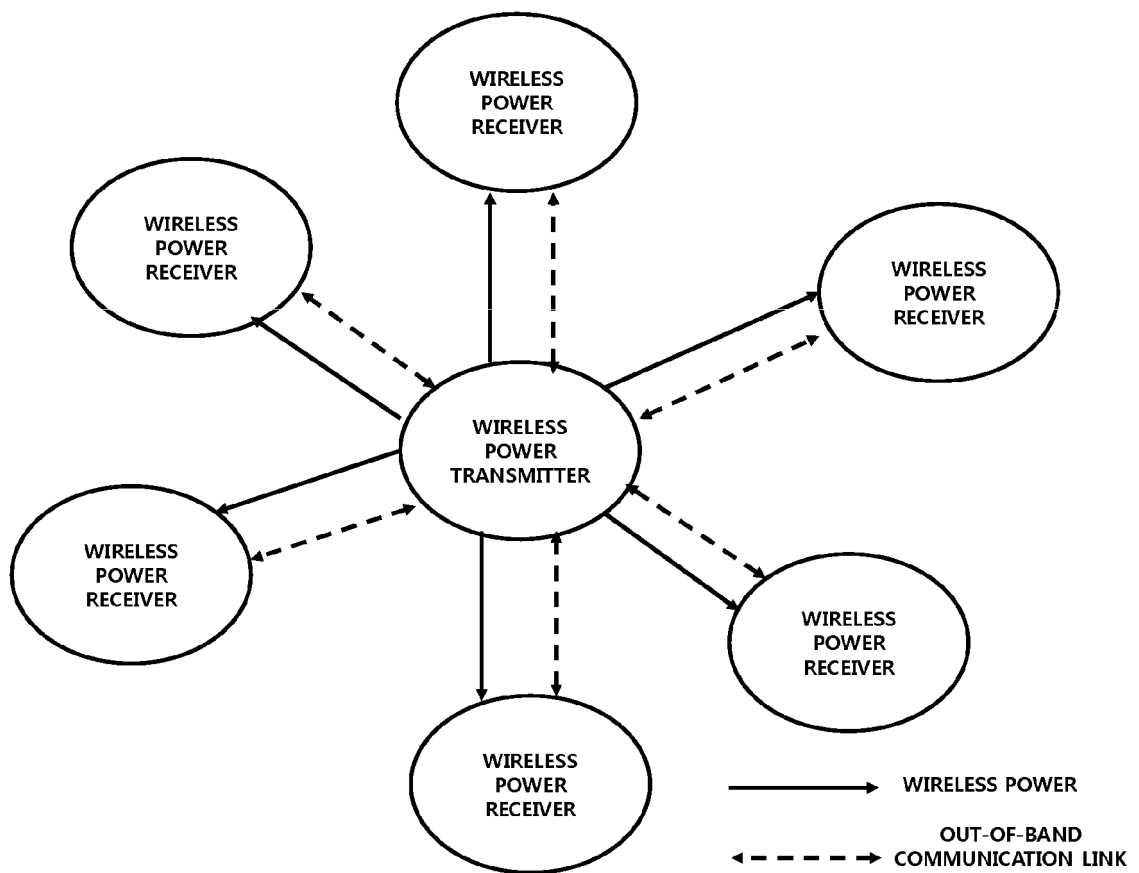 WIRELESS
POWER
RECEIVER
WIRELESS
POWER
RECEIVER
WIRELESS
POWER
RECEIVER
WIRELESS
POWER
TRANSMITTER
WIRELESS
POWER
RECEIVER
WIRELESS
POWER
RECEIVER
WIRELESS
POWER
RECEIVER
WIRELESS POWER
OUT-OF-BAND
COMMUNICATION LINK